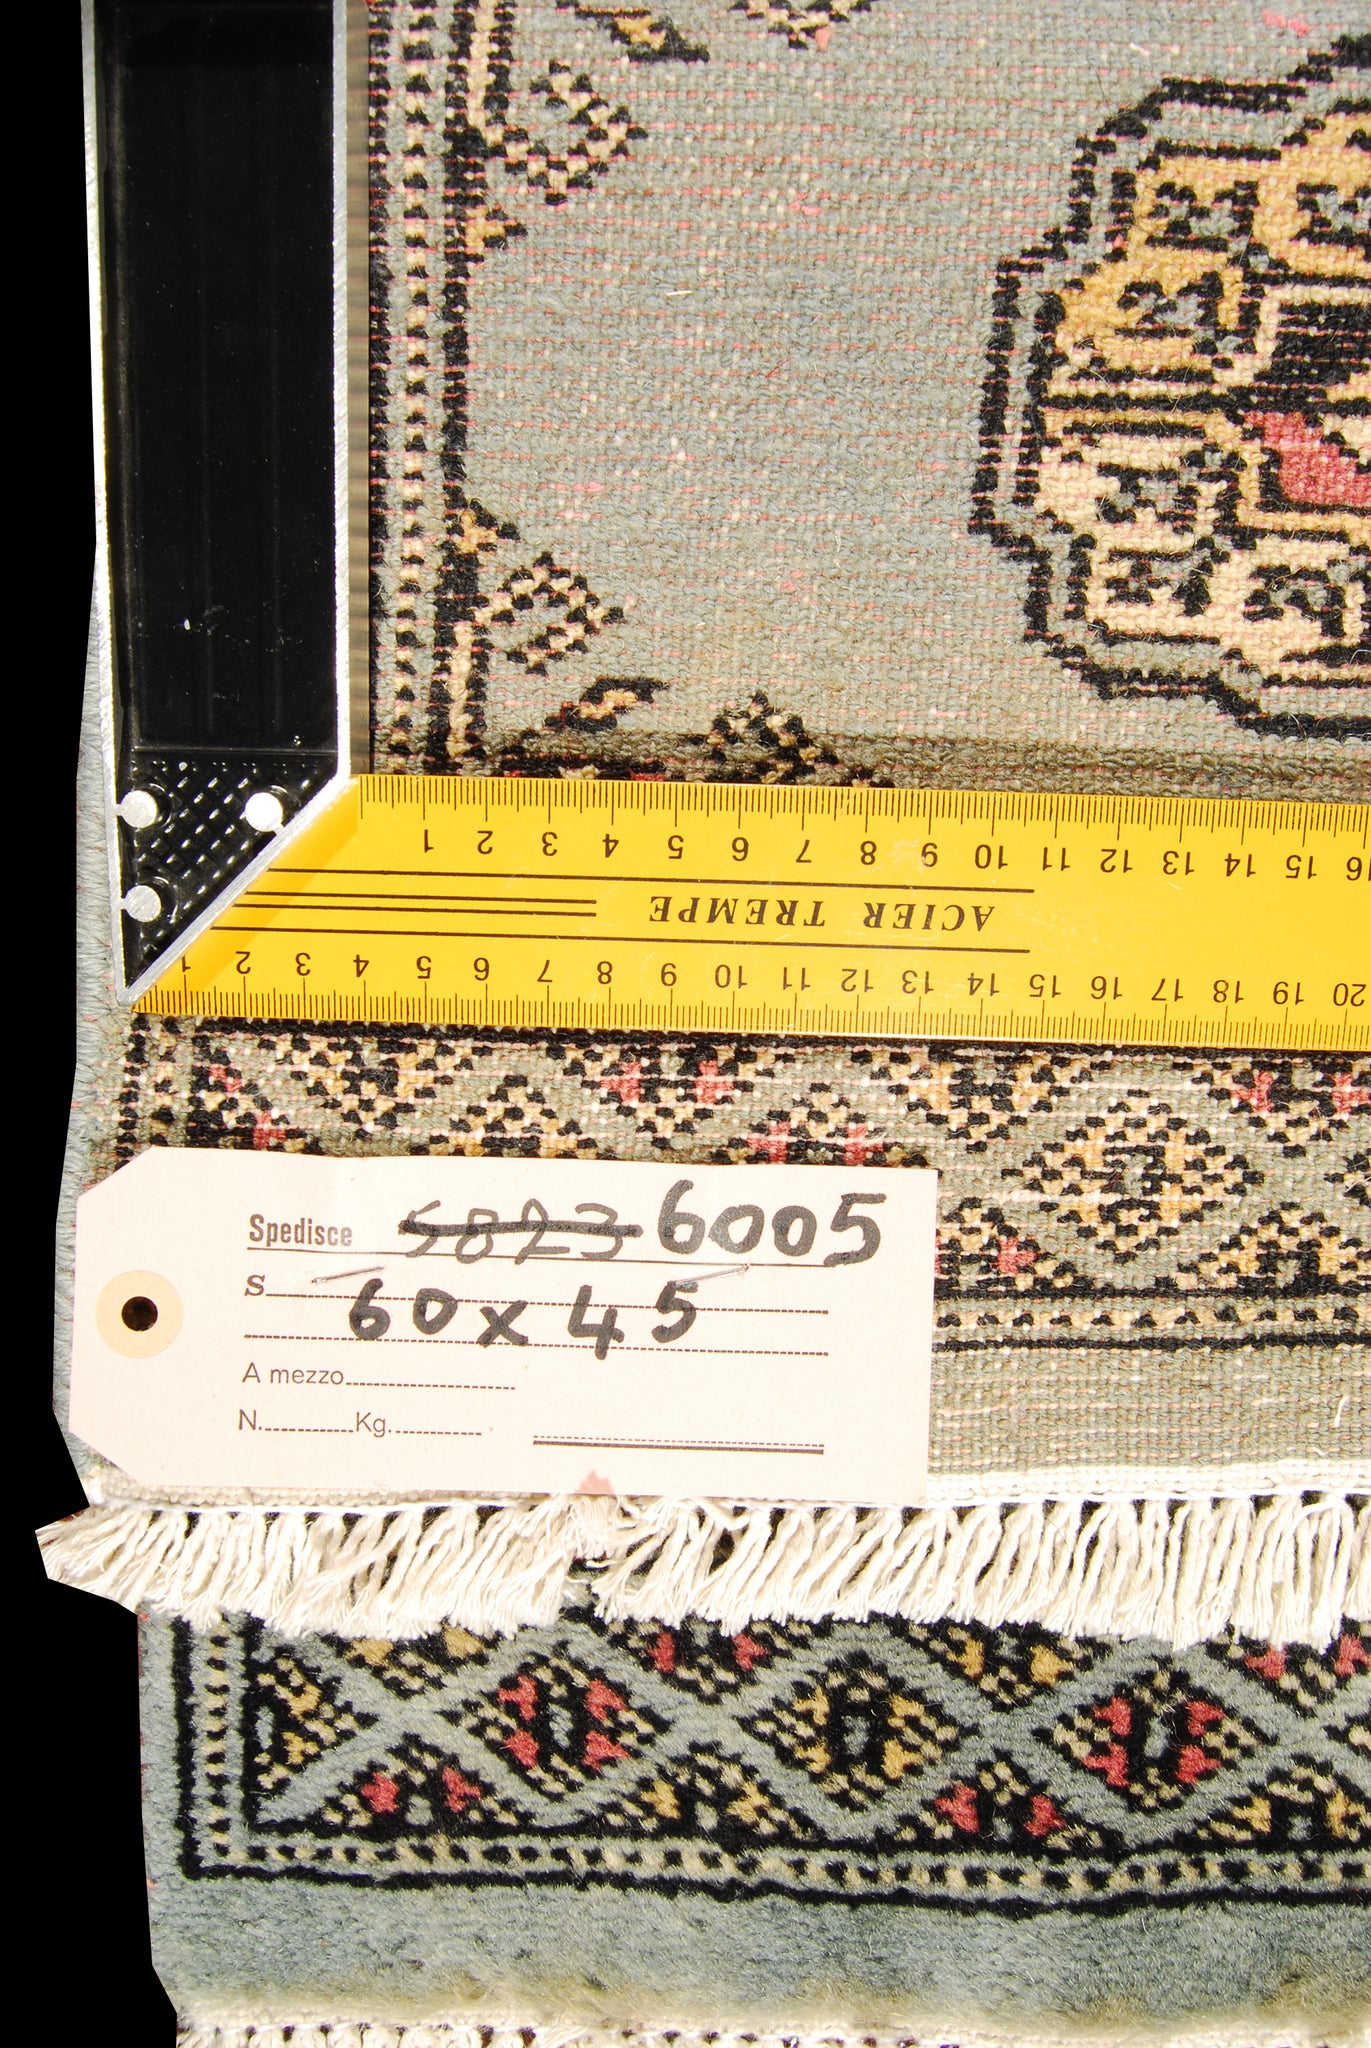 1 2 3 4 5 6 7 8 9 10 11 12 13 14 15 16
ACIER TREMPE
1 2 3 4 5 6 7 8 9 10 11 12 13 14 15 16 17 18 19 20
Spedisce 5823 6005
S
60 x 45
A mezzo
N. Kg.